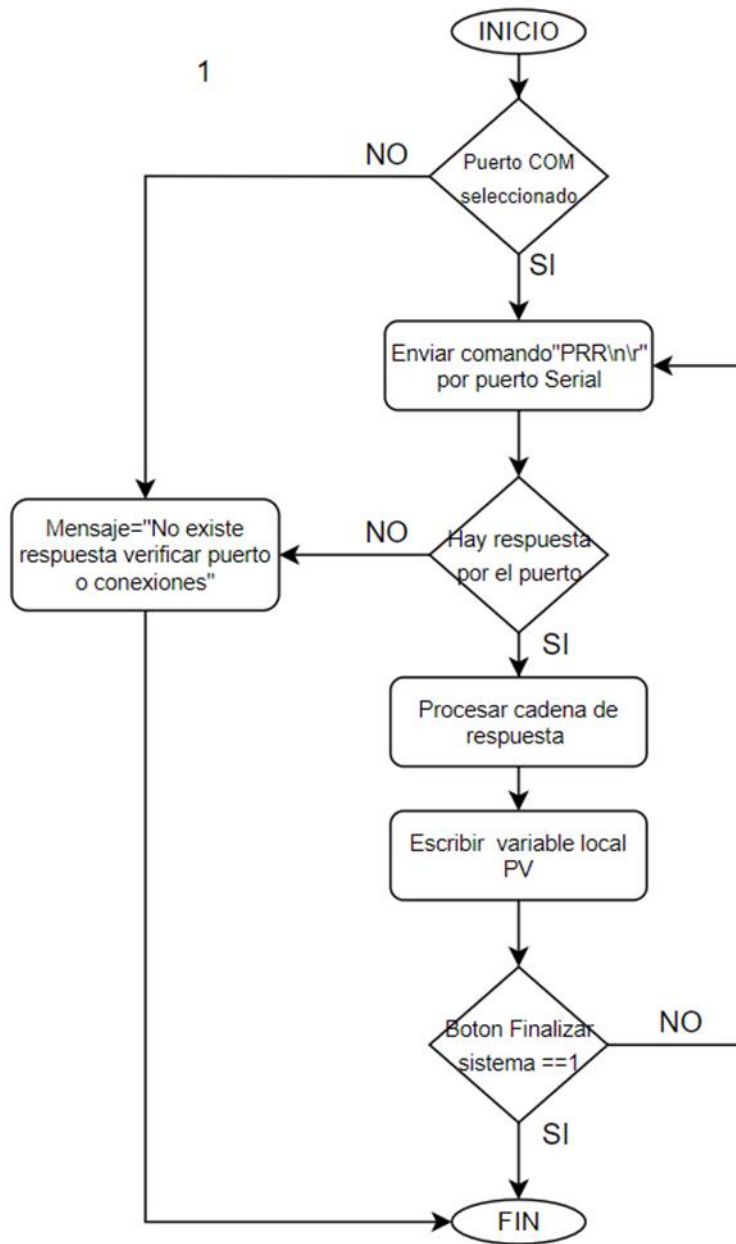 INICIO
1
NO
Puerto COM
seleccionado
SI
Enviar comando"PRR\n\r"
por puerto Serial
Mensaje="No existe
respuesta verificar puerto
o conexiones"
NO
Hay respuesta
por el puerto
SI
Procesar cadena de
respuesta
Escribir variable local
PV
Boton Finalizar
sistema ==1
NO
SI
FIN